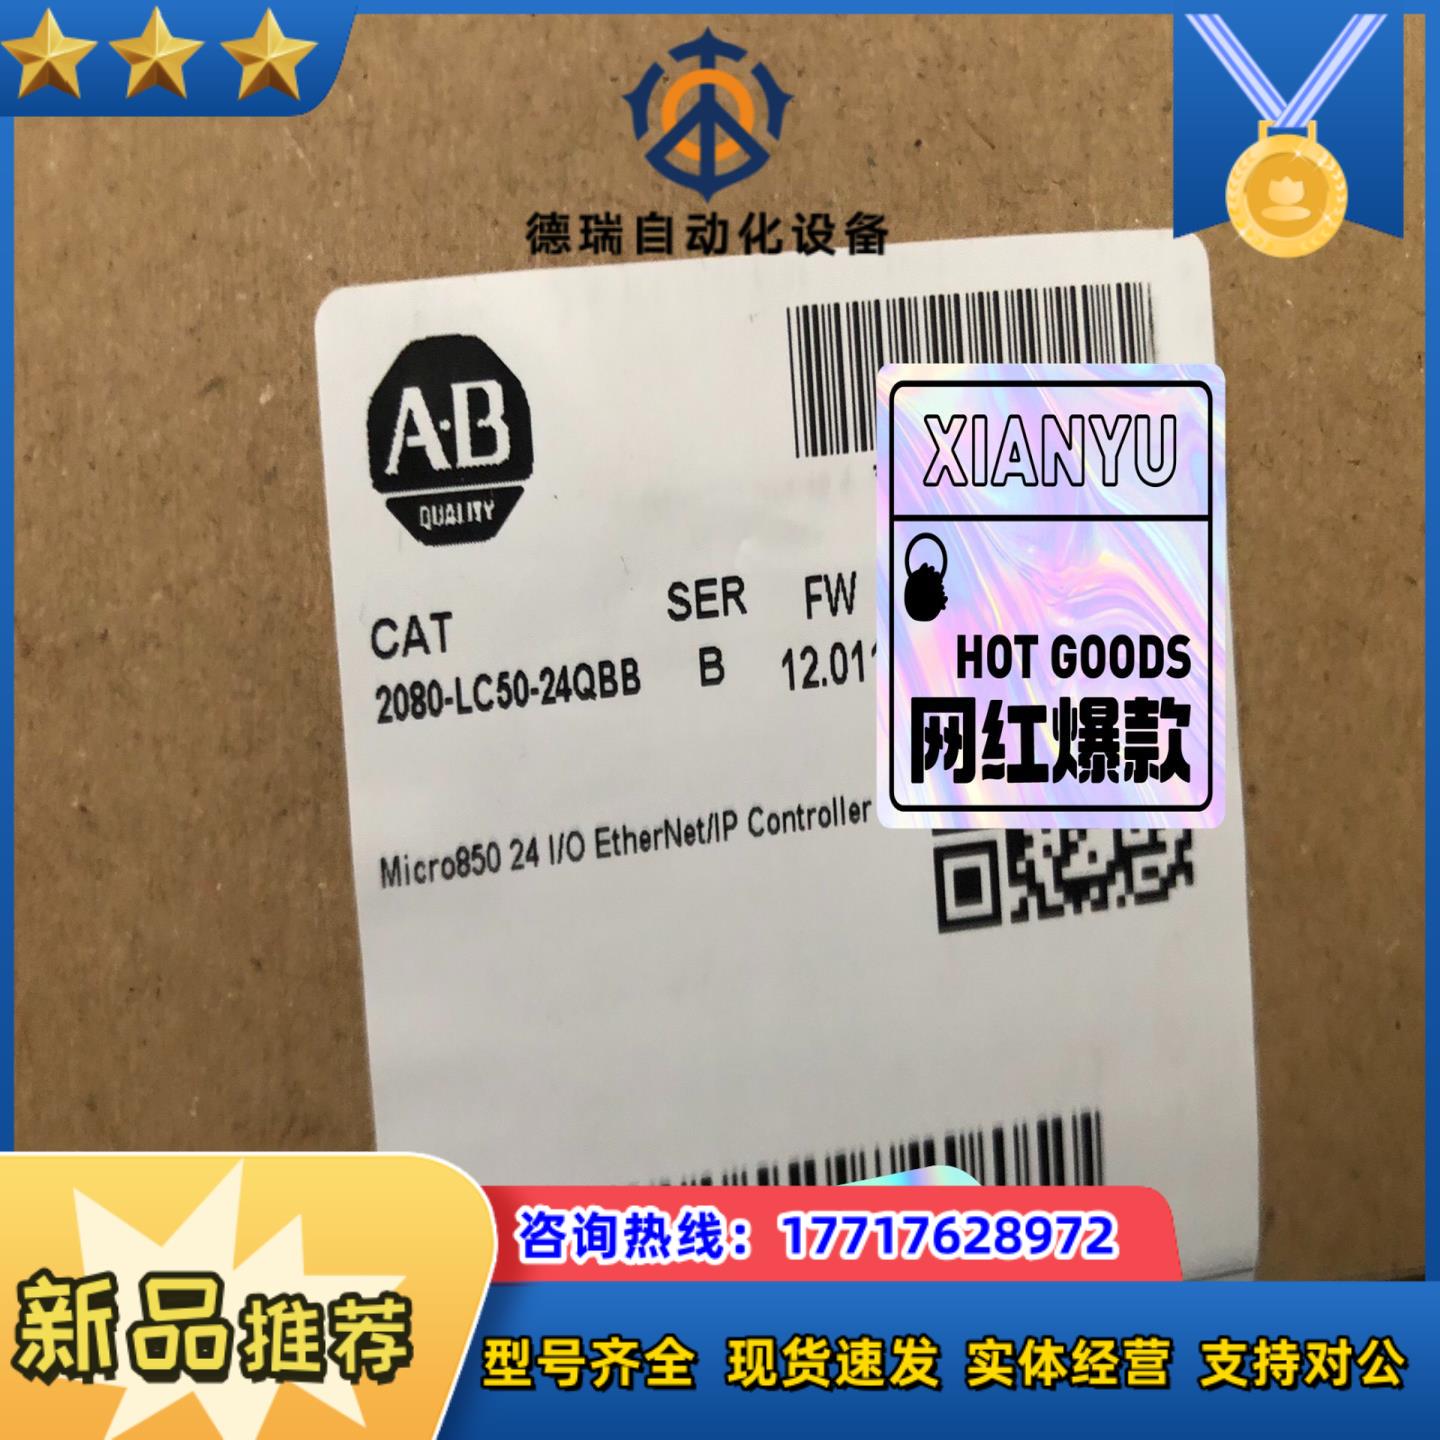 德瑞自动化设备
A·B
QUALITY
XIANYU
CAT
SER
FW
2080-LC50-24QBB
B
12.011
HOT GOODS
网红爆款
Micro850 24 I/O EtherNet/IP Controller
咨询热线：17717628972
新品推荐
型号齐全 现货速发 实体经营 支持对公